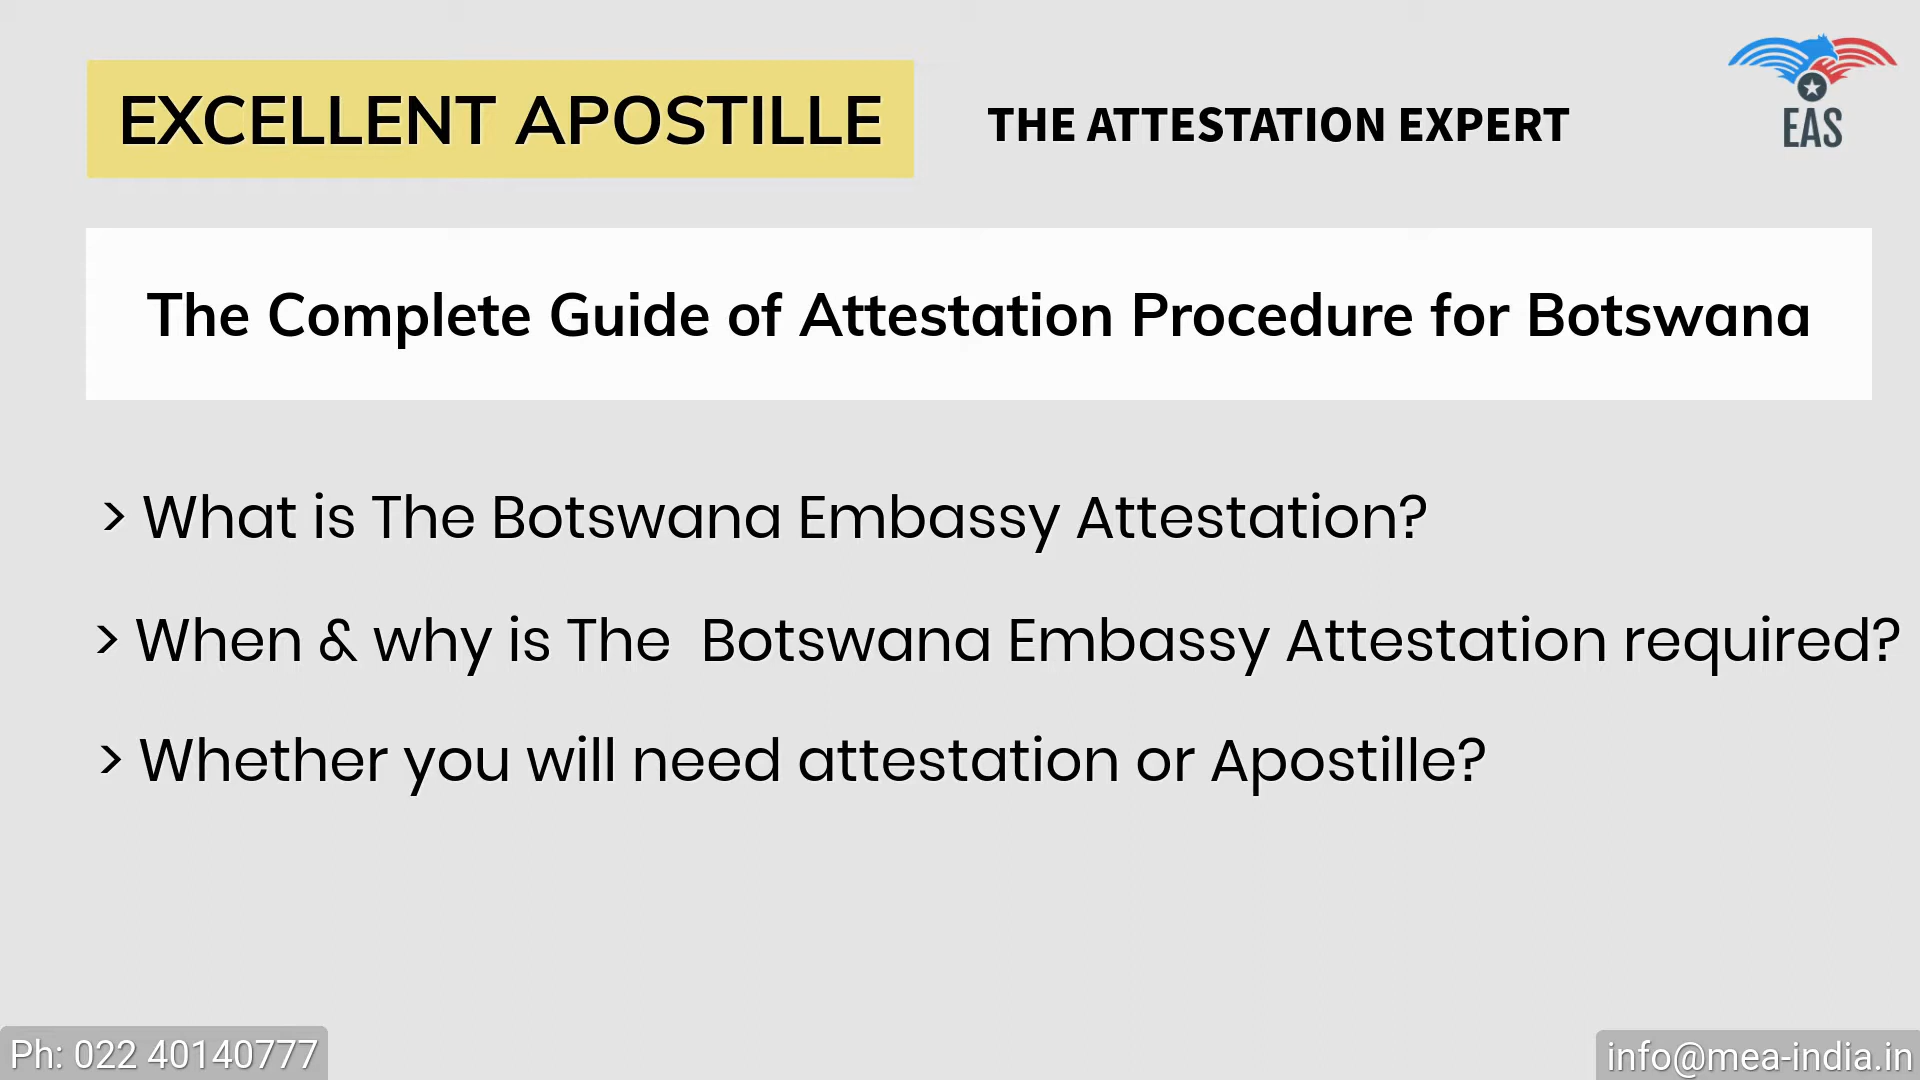 EXCELLENT APOSTILLE
THE ATTESTATION EXPERT
EAS
The Complete Guide of Attestation Procedure for Botswana
> What is The Botswana Embassy Attestation?
> When & why is The  Botswana Embassy Attestation required?
> Whether you will need attestation or Apostille?
Ph: 022 40140777
info@mea-india.in